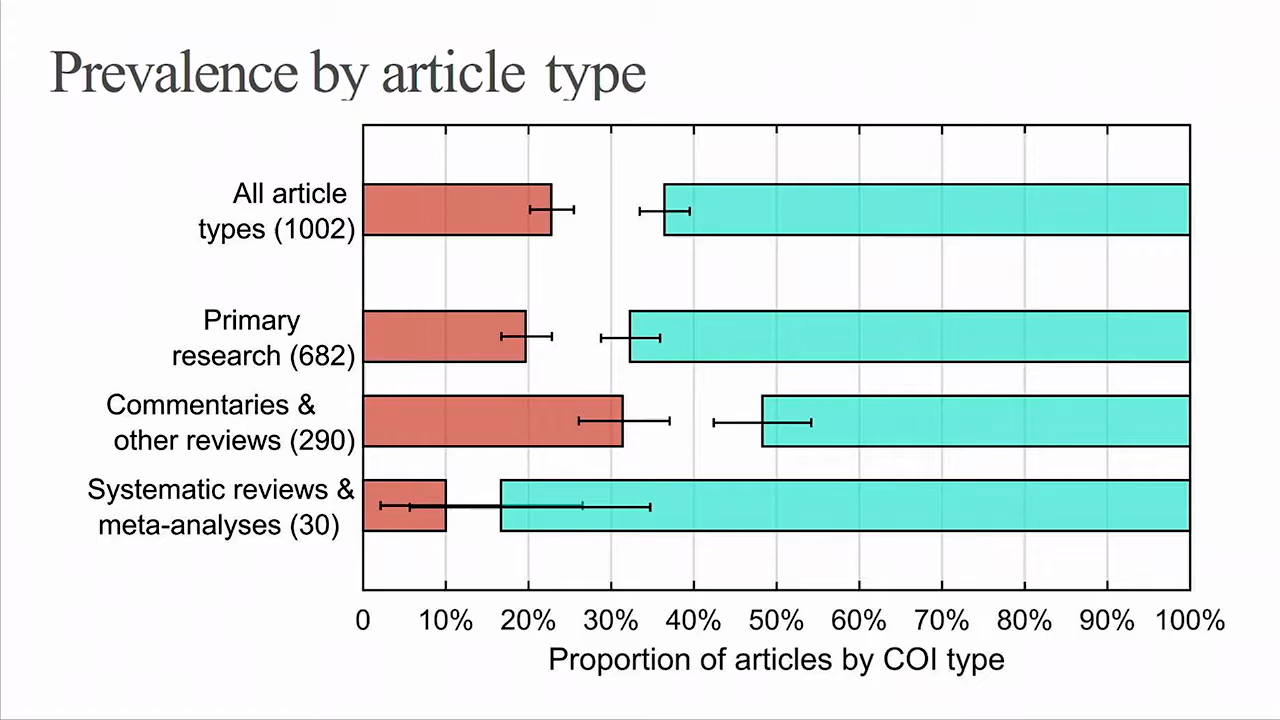 Prevalence by article type
All article
types (1002)
Primary
research (682)
Commentaries &
other reviews (290)
Systematic reviews &
meta-analyses (30)
0 10% 20% 30% 40% 50% 60% 70% 80% 90% 100%
Proportion of articles by COI type